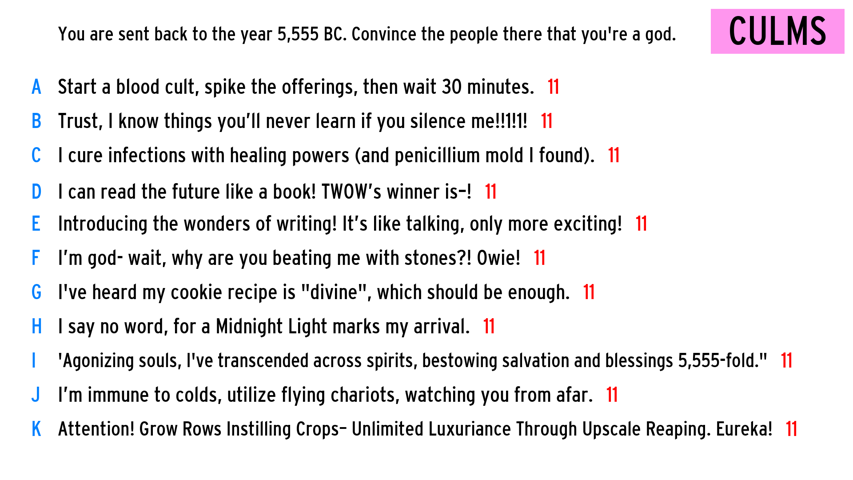 You are sent back to the year 5,555 BC. Convince the people there that you're a god.
CULMS
A Start a blood cult, spike the offerings, then wait 30 minutes. 11
B Trust, I know things you’ll never learn if you silence me!!1!1! 11
C I cure infections with healing powers (and penicillium mold I found). 11
D I can read the future like a book! TWOW’s winner is–! 11
E Introducing the wonders of writing! It’s like talking, only more exciting! 11
F I’m god- wait, why are you beating me with stones?! Owie! 11
G I've heard my cookie recipe is "divine", which should be enough. 11
H I say no word, for a Midnight Light marks my arrival. 11
I 'Agonizing souls, I've transcended across spirits, bestowing salvation and blessings 5,555-fold." 11
J I’m immune to colds, utilize flying chariots, watching you from afar. 11
K Attention! Grow Rows Instilling Crops– Unlimited Luxuriance Through Upscale Reaping. Eureka! 11